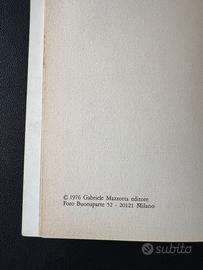 © 1976 Gabriele Mazzotta editore
Foro Buonaparte 52 - 20121 Milano
subito